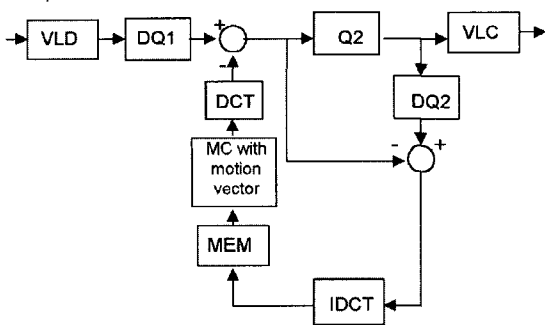 VLD
DQ1
+
-
Q2
VLC
DCT
DQ2
MC with
motion
vector
-
+
MEM
IDCT